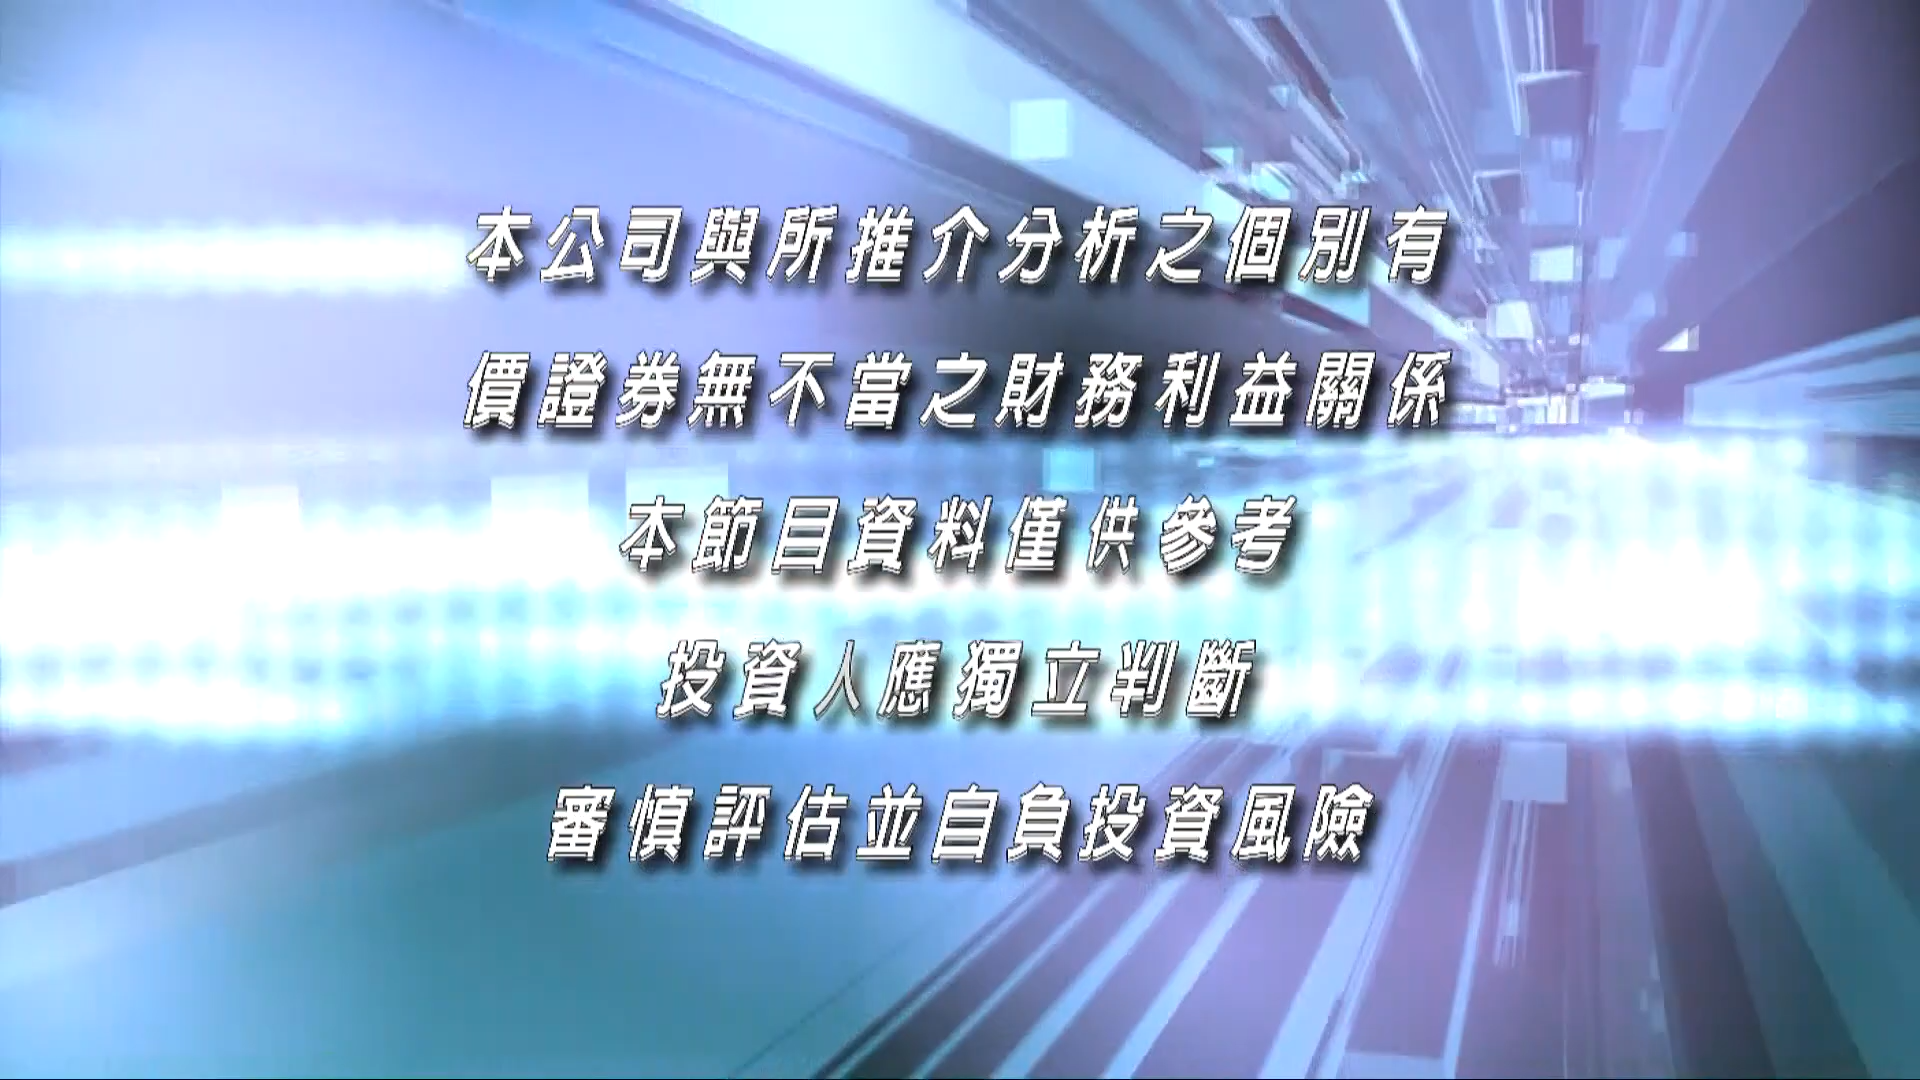 本公司與所推介分析之個別有
價證券無不當之財務利益關係
本節目資料僅供參考
投資人應獨立判斷
審慎評估並自負投資風險